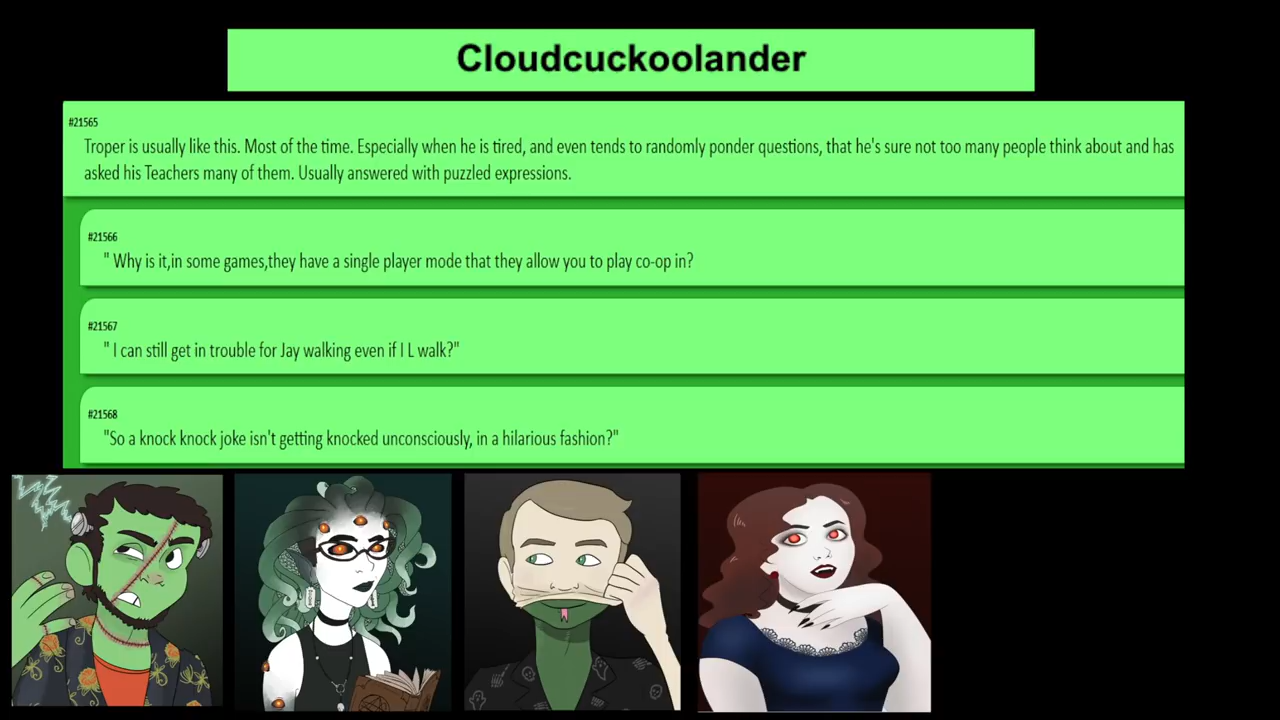 Cloudcuckoolander
#21565
Troper is usually like this. Most of the time. Especially when he is tired, and even tends to randomly ponder questions, that he's sure not too many people think about and has
asked his Teachers many of them. Usually answered with puzzled expressions.
#21566
" Why is it,in some games,they have a single player mode that they allow you to play co-op in?
#21567
" I can still get in trouble for Jay walking even if I L walk?"
#21568
"So a knock knock joke isn't getting knocked unconsciously, in a hilarious fashion?"